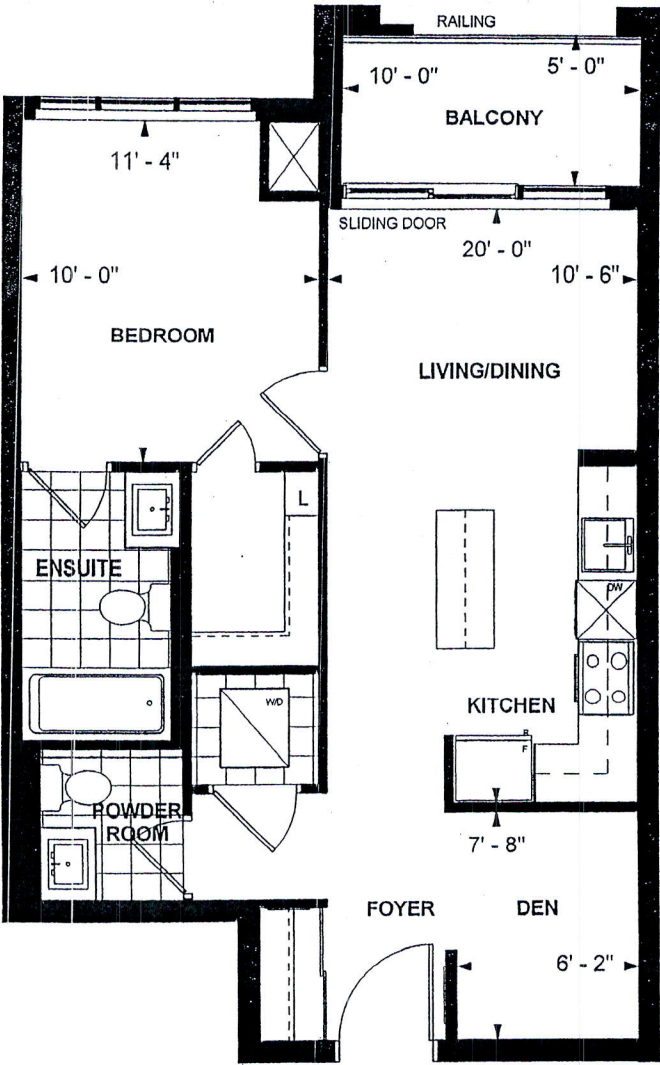 RAILING
10' - 0"
5' - 0"
BALCONY
11' - 4"
SLIDING DOOR
20' - 0"
10' - 0"
10' - 6"
BEDROOM
LIVING/DINING
L
ENSUITE
DW
W/D
KITCHEN
R
F
POWDER
ROOM
7' - 8"
FOYER
DEN
6' - 2"